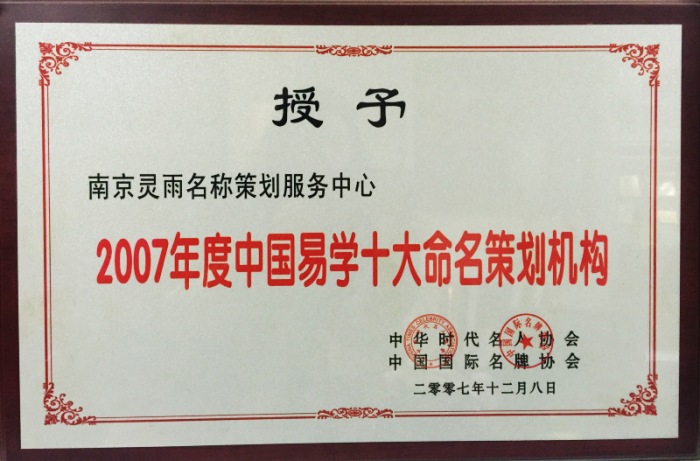 授予
南京灵雨名称策划服务中心
2007年度中国易学十大命名策划机构
中华时代名人协会
中国国际名牌协会
二零零七年十二月八日